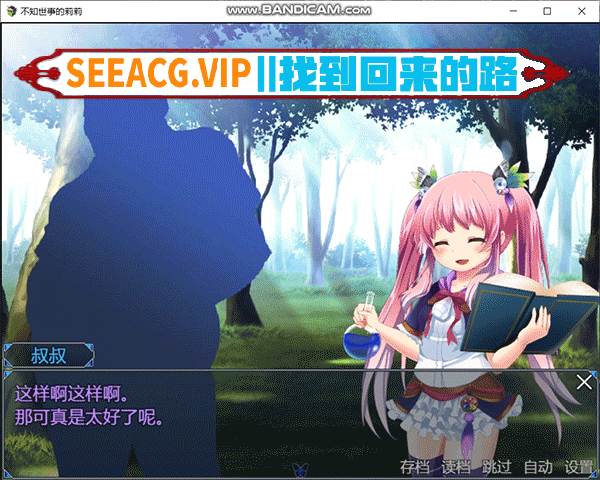 不知世事的莉莉
www.BANDICAM.com
SEEACG.VIP||找到回来的路
叔叔
这样啊这样啊。
那可真是太好了呢。
存档 读档 跳过 自动 设置